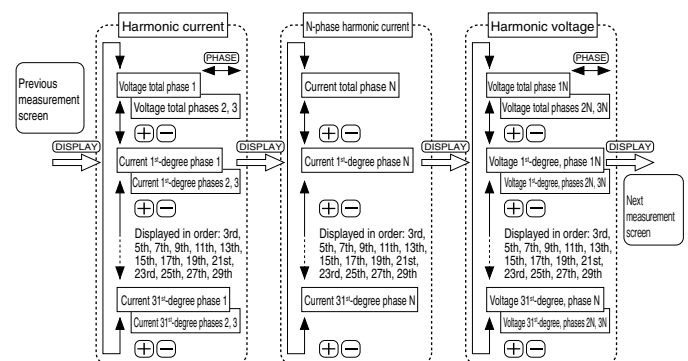 Harmonic current
N-phase harmonic current
Harmonic voltage
Previous
measurement
screen
DISPLAY
PHASE
Voltage total phase 1
Voltage total phases 2, 3
+ −
Current 1st-degree phase 1
Current 1st-degree phases 2, 3
+ −
Displayed in order: 3rd,
5th, 7th, 9th, 11th, 13th,
15th, 17th, 19th, 21st,
23rd, 25th, 27th, 29th
Current 31st-degree phase 1
Current 31st-degree phases 2, 3
+ −
DISPLAY
Current total phase N
+ −
Current 1st-degree phase N
+ −
Displayed in order: 3rd,
5th, 7th, 9th, 11th, 13th,
15th, 17th, 19th, 21st,
23rd, 25th, 27th, 29th
Current 31st-degree phase N
+ −
DISPLAY
PHASE
Voltage total phase 1N
Voltage total phases 2N, 3N
+ −
Voltage 1st-degree, phase 1N
Voltage 1st-degree, phases 2N, 3N
+ −
Displayed in order: 3rd,
5th, 7th, 9th, 11th, 13th,
15th, 17th, 19th, 21st,
23rd, 25th, 27th, 29th
Voltage 31st-degree, phase N
Voltage 31st-degree, phases 2N, 3N
+ −
DISPLAY
Next
measurement
screen